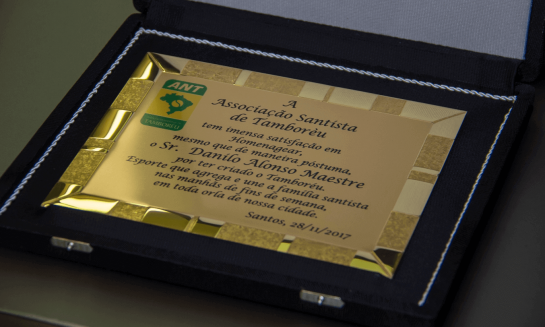 ANT
TAMBORÉU
A
Associação Santista
de Tamboréu
tem imensa satisfação em
Homenagear,
mesmo que de maneira póstuma,
o Sr. Danilo Alonso Maestre
por ter criado o Tamboréu.
Esporte que agrega e une a família santista
nas manhãs de fins de semana,
em toda orla de nossa cidade.
Santos, 28/11/2017